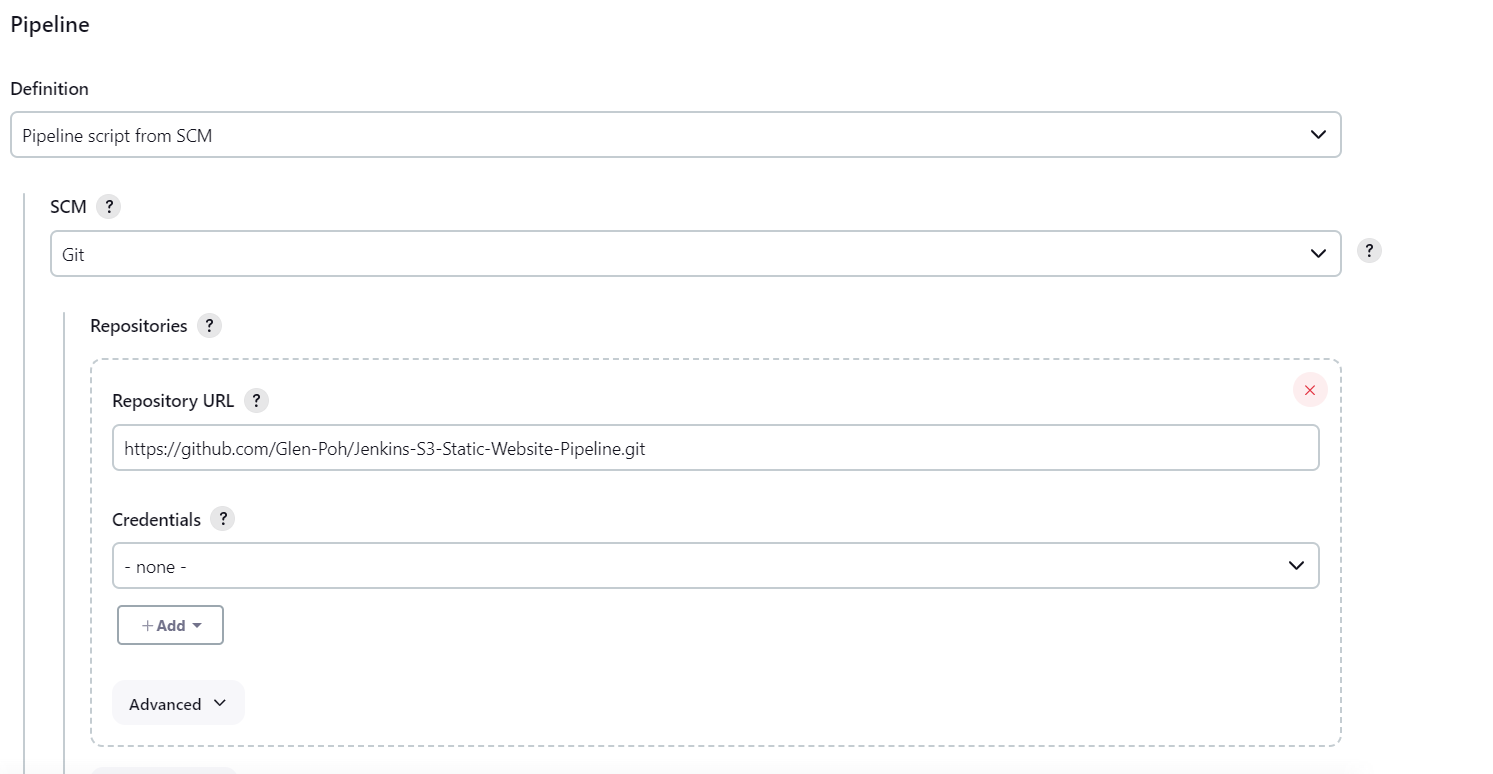 Pipeline
Definition
Pipeline script from SCM
SCM ?
Git
?
Repositories ?
Repository URL ?
https://github.com/Glen-Poh/Jenkins-S3-Static-Website-Pipeline.git
Credentials ?
- none -
+ Add
Advanced